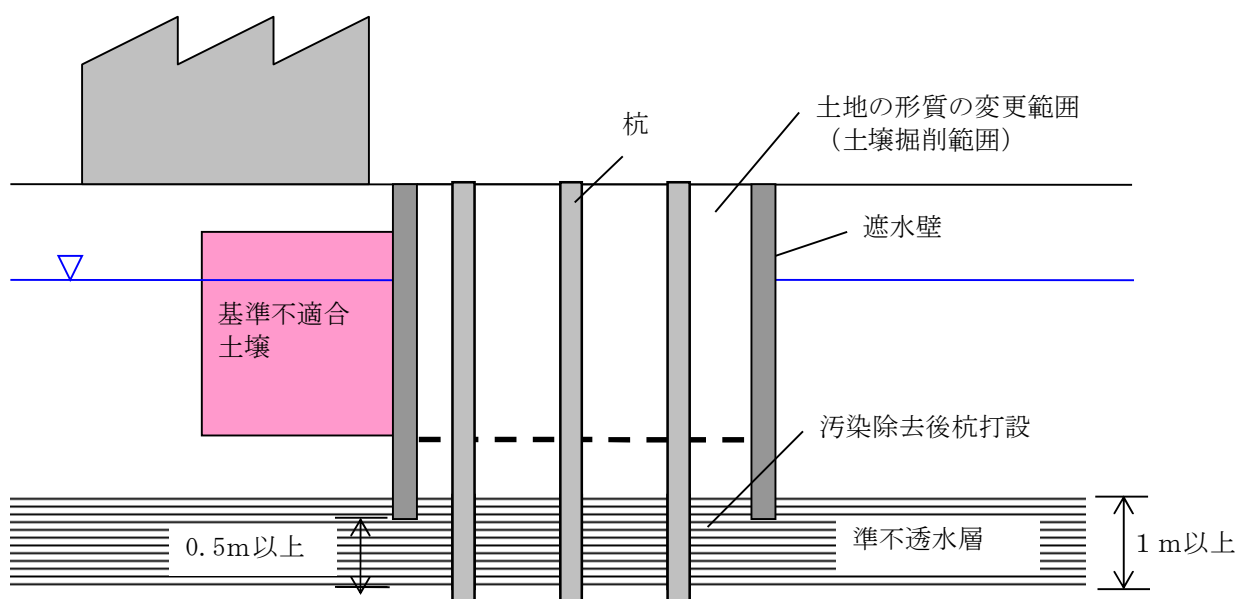 杭
土地の形質の変更範囲
（土壌掘削範囲）
遮水壁
基準不適合
土壌
汚染除去後杭打設
0.5m以上
準不透水層
1 m以上